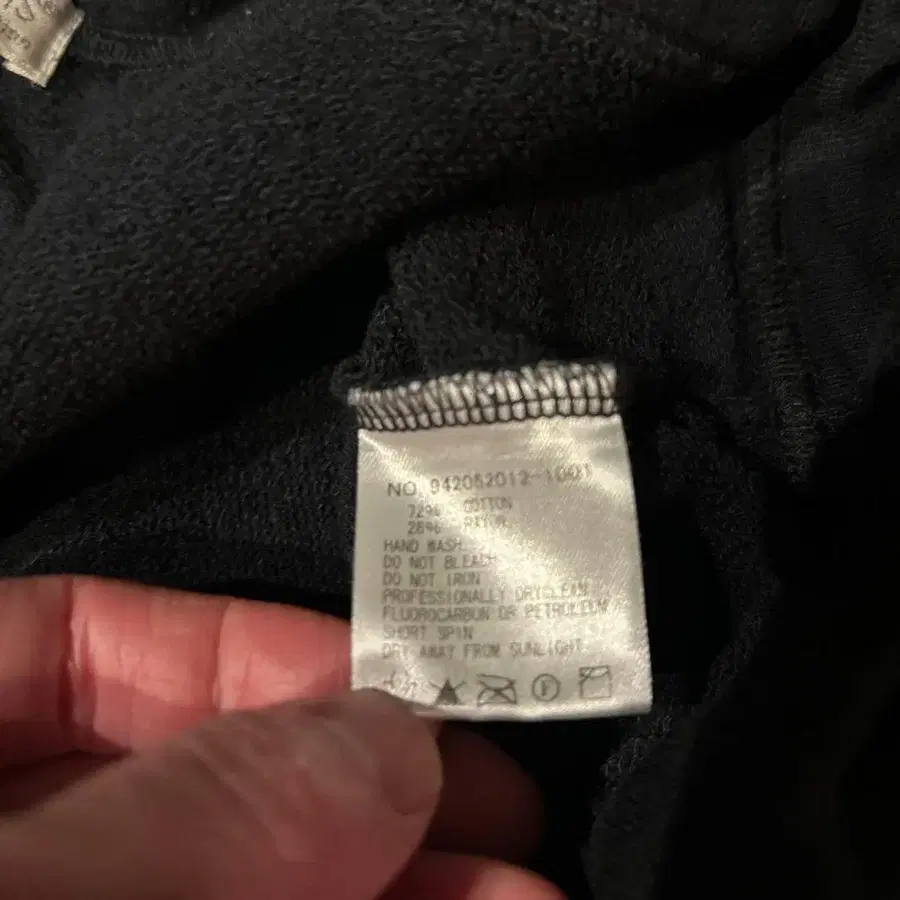 NO. 942052012-1001
72% COTTON
28%
HAND WASH
DO NOT BLEACH
DO NOT IRON
PROFESSIONALLY DRYCLEAN
FLUOROCARBON OR PETROLEUM
SHORT SPIN
DRY AWAY FROM SUNLIGHT
F